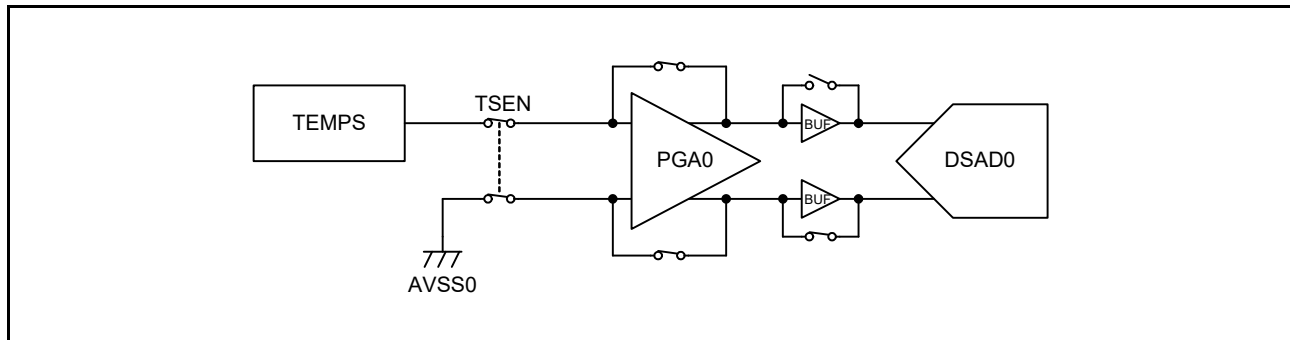 TEMPS
TSEN
PGA0
BUF
BUF
DSAD0
AVSS0